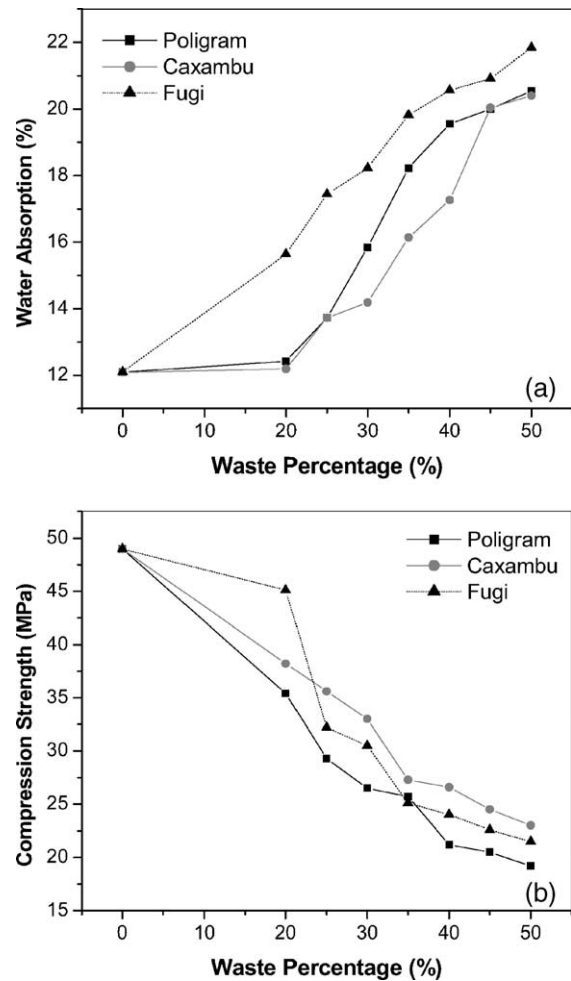 22
20
18
16
14
12
Water Absorption (%)
Poligram
Caxambu
Fugi
(a)
0 10 20 30 40 50
Waste Percentage (%)
50
45
40
35
30
25
20
15
Compression Strength (MPa)
Poligram
Caxambu
Fugi
(b)
0 10 20 30 40 50
Waste Percentage (%)